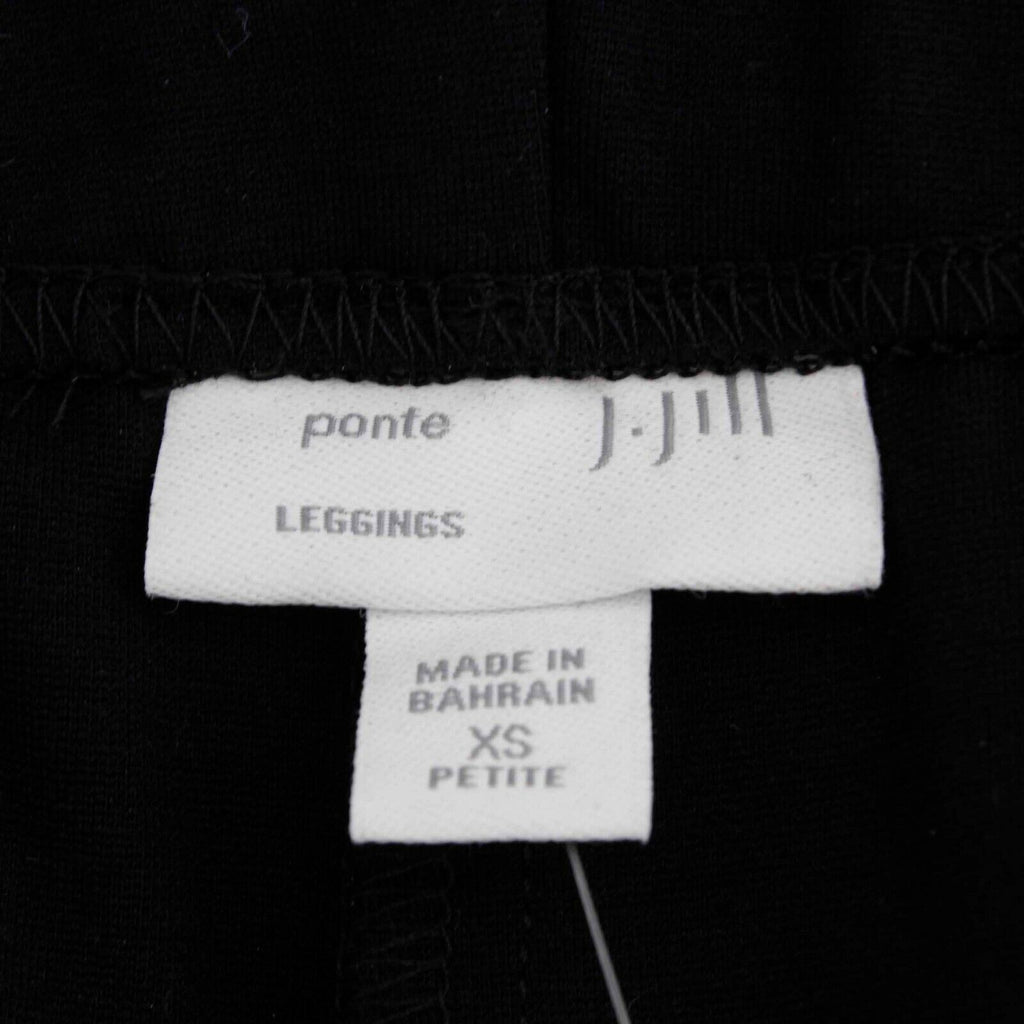 ponte J.Jill
LEGGINGS
MADE IN
BAHRAIN
XS
PETITE